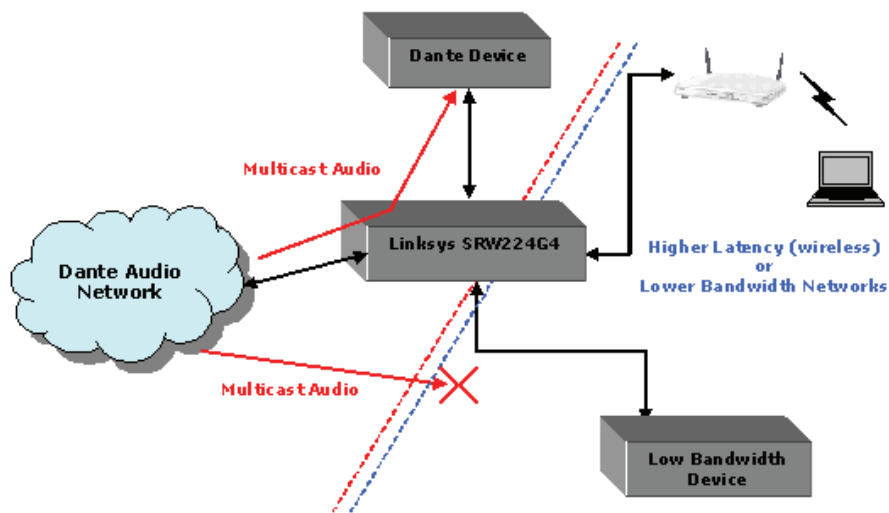 Dante Device
Multicast Audio
Linksys SRW224G4
Dante Audio
Network
Higher Latency (wireless)
or
Lower Bandwidth Networks
Multicast Audio
Low Bandwidth
Device